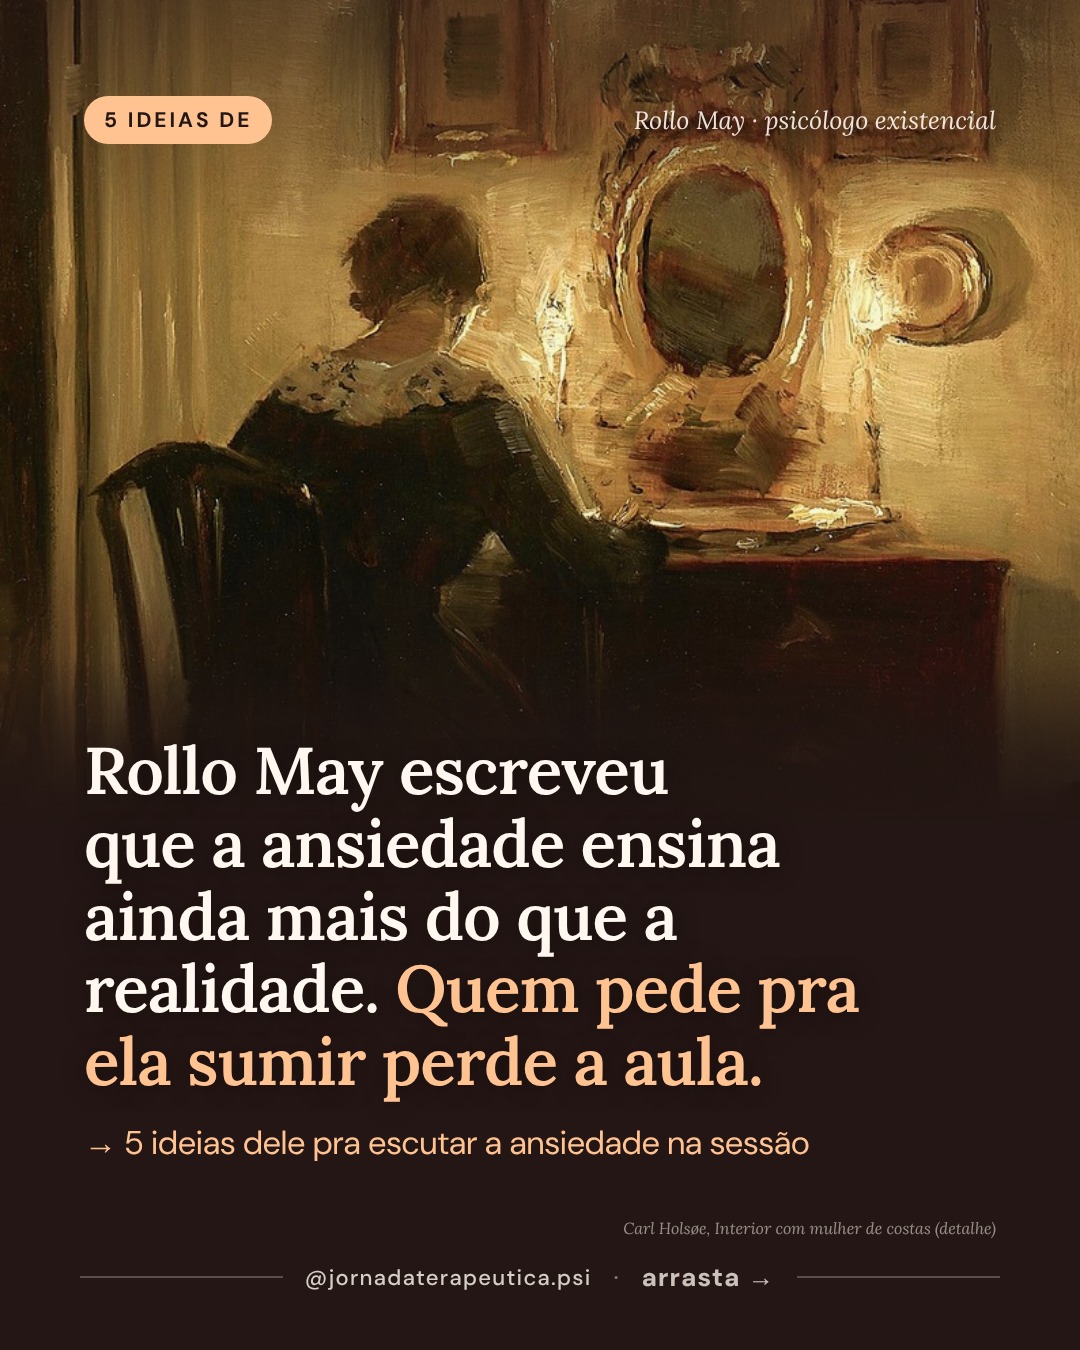 5 IDEIAS DE
Rollo May · psicólogo existencial
Rollo May escreveu
que a ansiedade ensina
ainda mais do que a
realidade. Quem pede pra
ela sumir perde a aula.
→ 5 ideias dele pra escutar a ansiedade na sessão
Carl Holsøe, Interior com mulher de costas (detalhe)
@jornadaterapeutica.psi · arrasta →